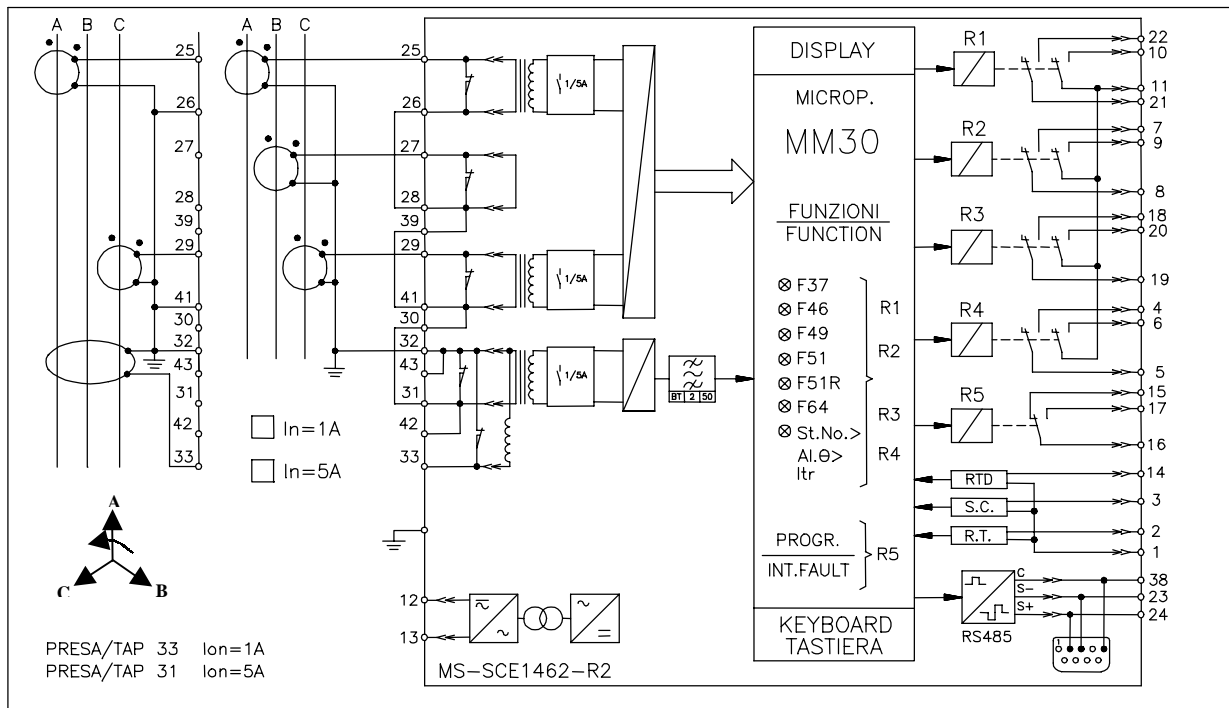 A B C
25
26
27
28
39
29
41
30
32
43
31
42
33
A B C
25
26
27
28
39
29
41
30
32
43
31
42
33
12
13
1/5A
1/5A
1/5A
BT 2 50
In=1A
In=5A
A
C
B
PRESA/TAP 33 Ion=1A
PRESA/TAP 31 Ion=5A
MS-SCE1462-R2
DISPLAY
MICROP.
MM30
FUNZIONI
FUNCTION
F37
F46
F49
F51
F51R
F64
St.No.>
Al.Θ>
Itr
R1
R2
R3
R4
PROGR.
INT.FAULT
R5
KEYBOARD
TASTIERA
R1
R2
R3
R4
R5
RTD
S.C.
R.T.
C
S-
S+
RS485
1
22
10
11
21
7
9
8
18
20
19
4
6
5
15
17
16
14
3
2
1
38
23
24